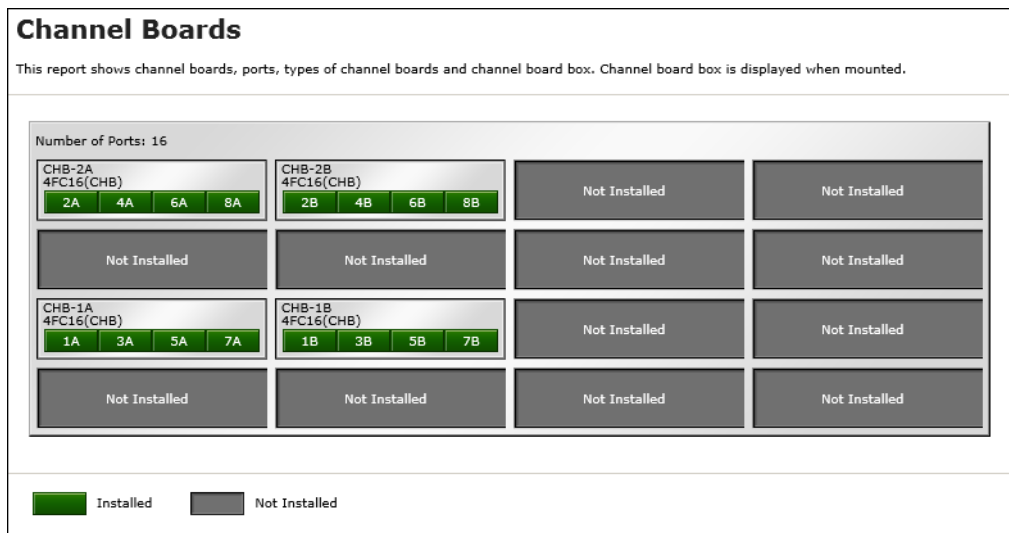 Channel Boards
This report shows channel boards, ports, types of channel boards and channel board box. Channel board box is displayed when mounted.
Number of Ports: 16
CHB-2A
4FC16(CHB)
2A 4A 6A 8A
CHB-2B
4FC16(CHB)
2B 4B 6B 8B
Not Installed
Not Installed
Not Installed
Not Installed
Not Installed
Not Installed
CHB-1A
4FC16(CHB)
1A 3A 5A 7A
CHB-1B
4FC16(CHB)
1B 3B 5B 7B
Not Installed
Not Installed
Not Installed
Not Installed
Not Installed
Not Installed
Installed
Not Installed